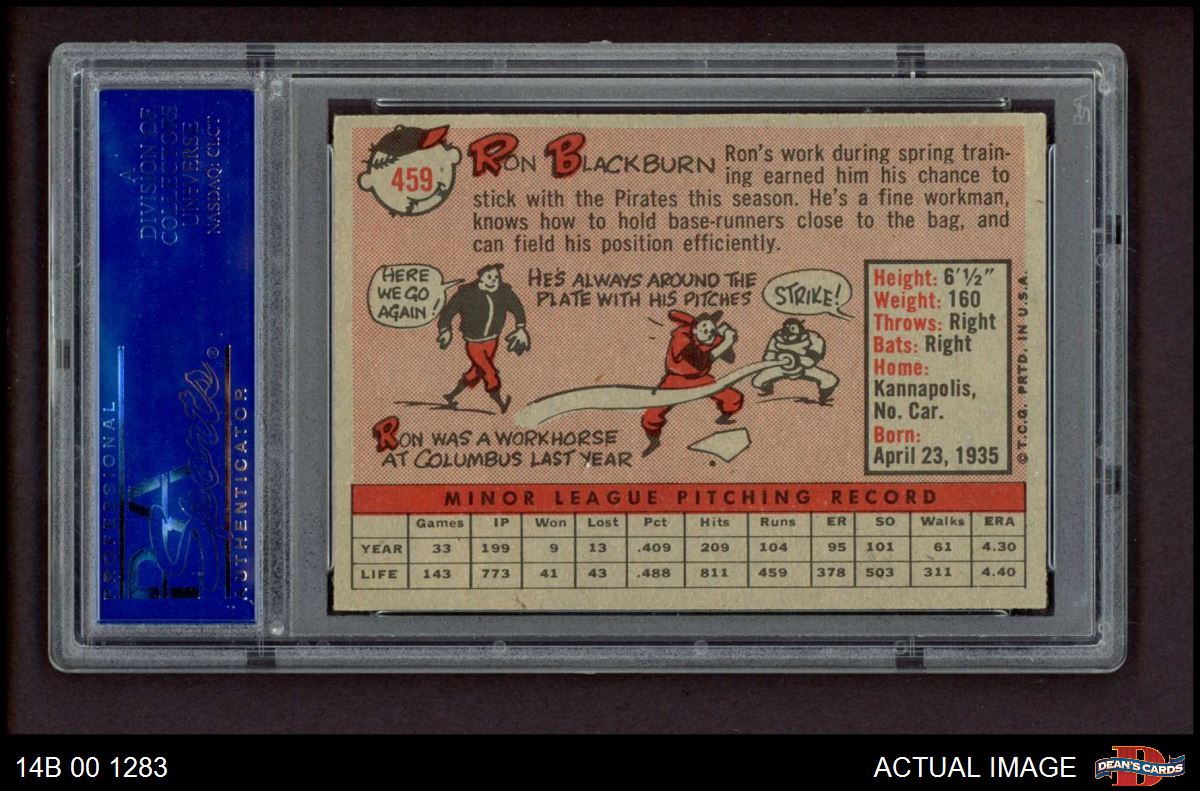 A
DIVISION OF
COLLECTORS
UNIVERSE
NASDAQ: CLCT
PROFESSIONAL
PSA
Sports®
AUTHENTICATOR
459
RON BLACKBURN
Ron's work during spring train-
ing earned him his chance to
stick with the Pirates this season. He's a fine workman,
knows how to hold base-runners close to the bag, and
can field his position efficiently.
HERE
WE GO
AGAIN!
HE'S ALWAYS AROUND THE
PLATE WITH HIS PITCHES
STRIKE!
RON WAS A WORKHORSE
AT COLUMBUS LAST YEAR
Height: 6'½"
Weight: 160
Throws: Right
Bats: Right
Home:
Kannapolis,
No. Car.
Born:
April 23, 1935
© T.C.G. PRTD. IN U.S.A.
MINOR LEAGUE PITCHING RECORD
Games IP Won Lost Pct Hits Runs ER SO Walks ERA
YEAR 33 199 9 13 .409 209 104 95 101 61 4.30
LIFE 143 773 41 43 .488 811 459 378 503 311 4.40
14B 00 1283
ACTUAL IMAGE
D
DEAN'S CARDS